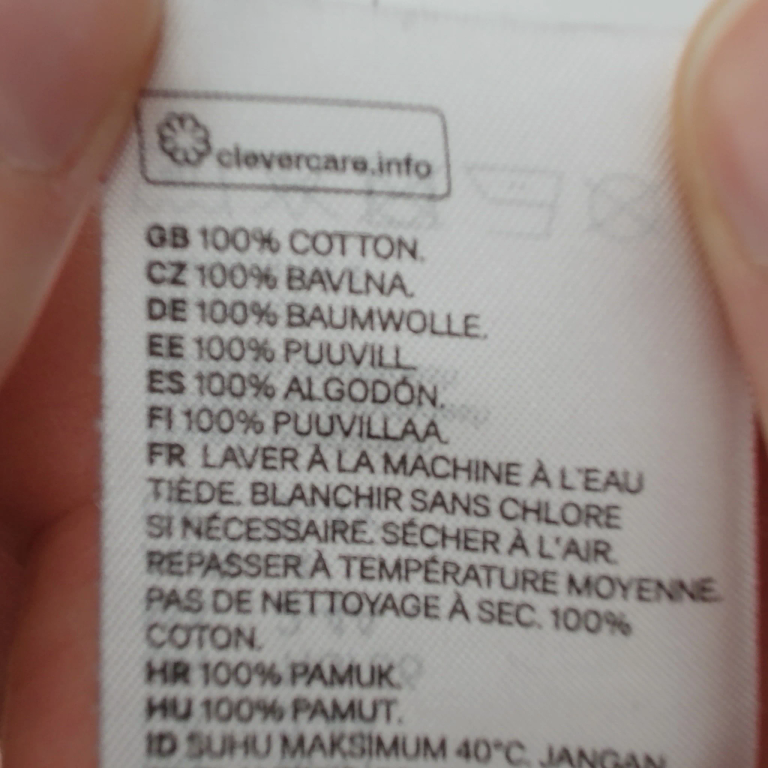 clevercare.info
GB 100% COTTON.
CZ 100% BAVLNA.
DE 100% BAUMWOLLE.
EE 100% PUUVILL.
ES 100% ALGODÓN.
FI 100% PUUVILLAA.
FR LAVER À LA MACHINE À L'EAU
TIÈDE. BLANCHIR SANS CHLORE
SI NÉCESSAIRE. SÉCHER À L'AIR.
REPASSER À TEMPÉRATURE MOYENNE.
PAS DE NETTOYAGE À SEC. 100%
COTON.
HR 100% PAMUK.
HU 100% PAMUT.
ID SUHU MAKSIMUM 40°C. JANGAN